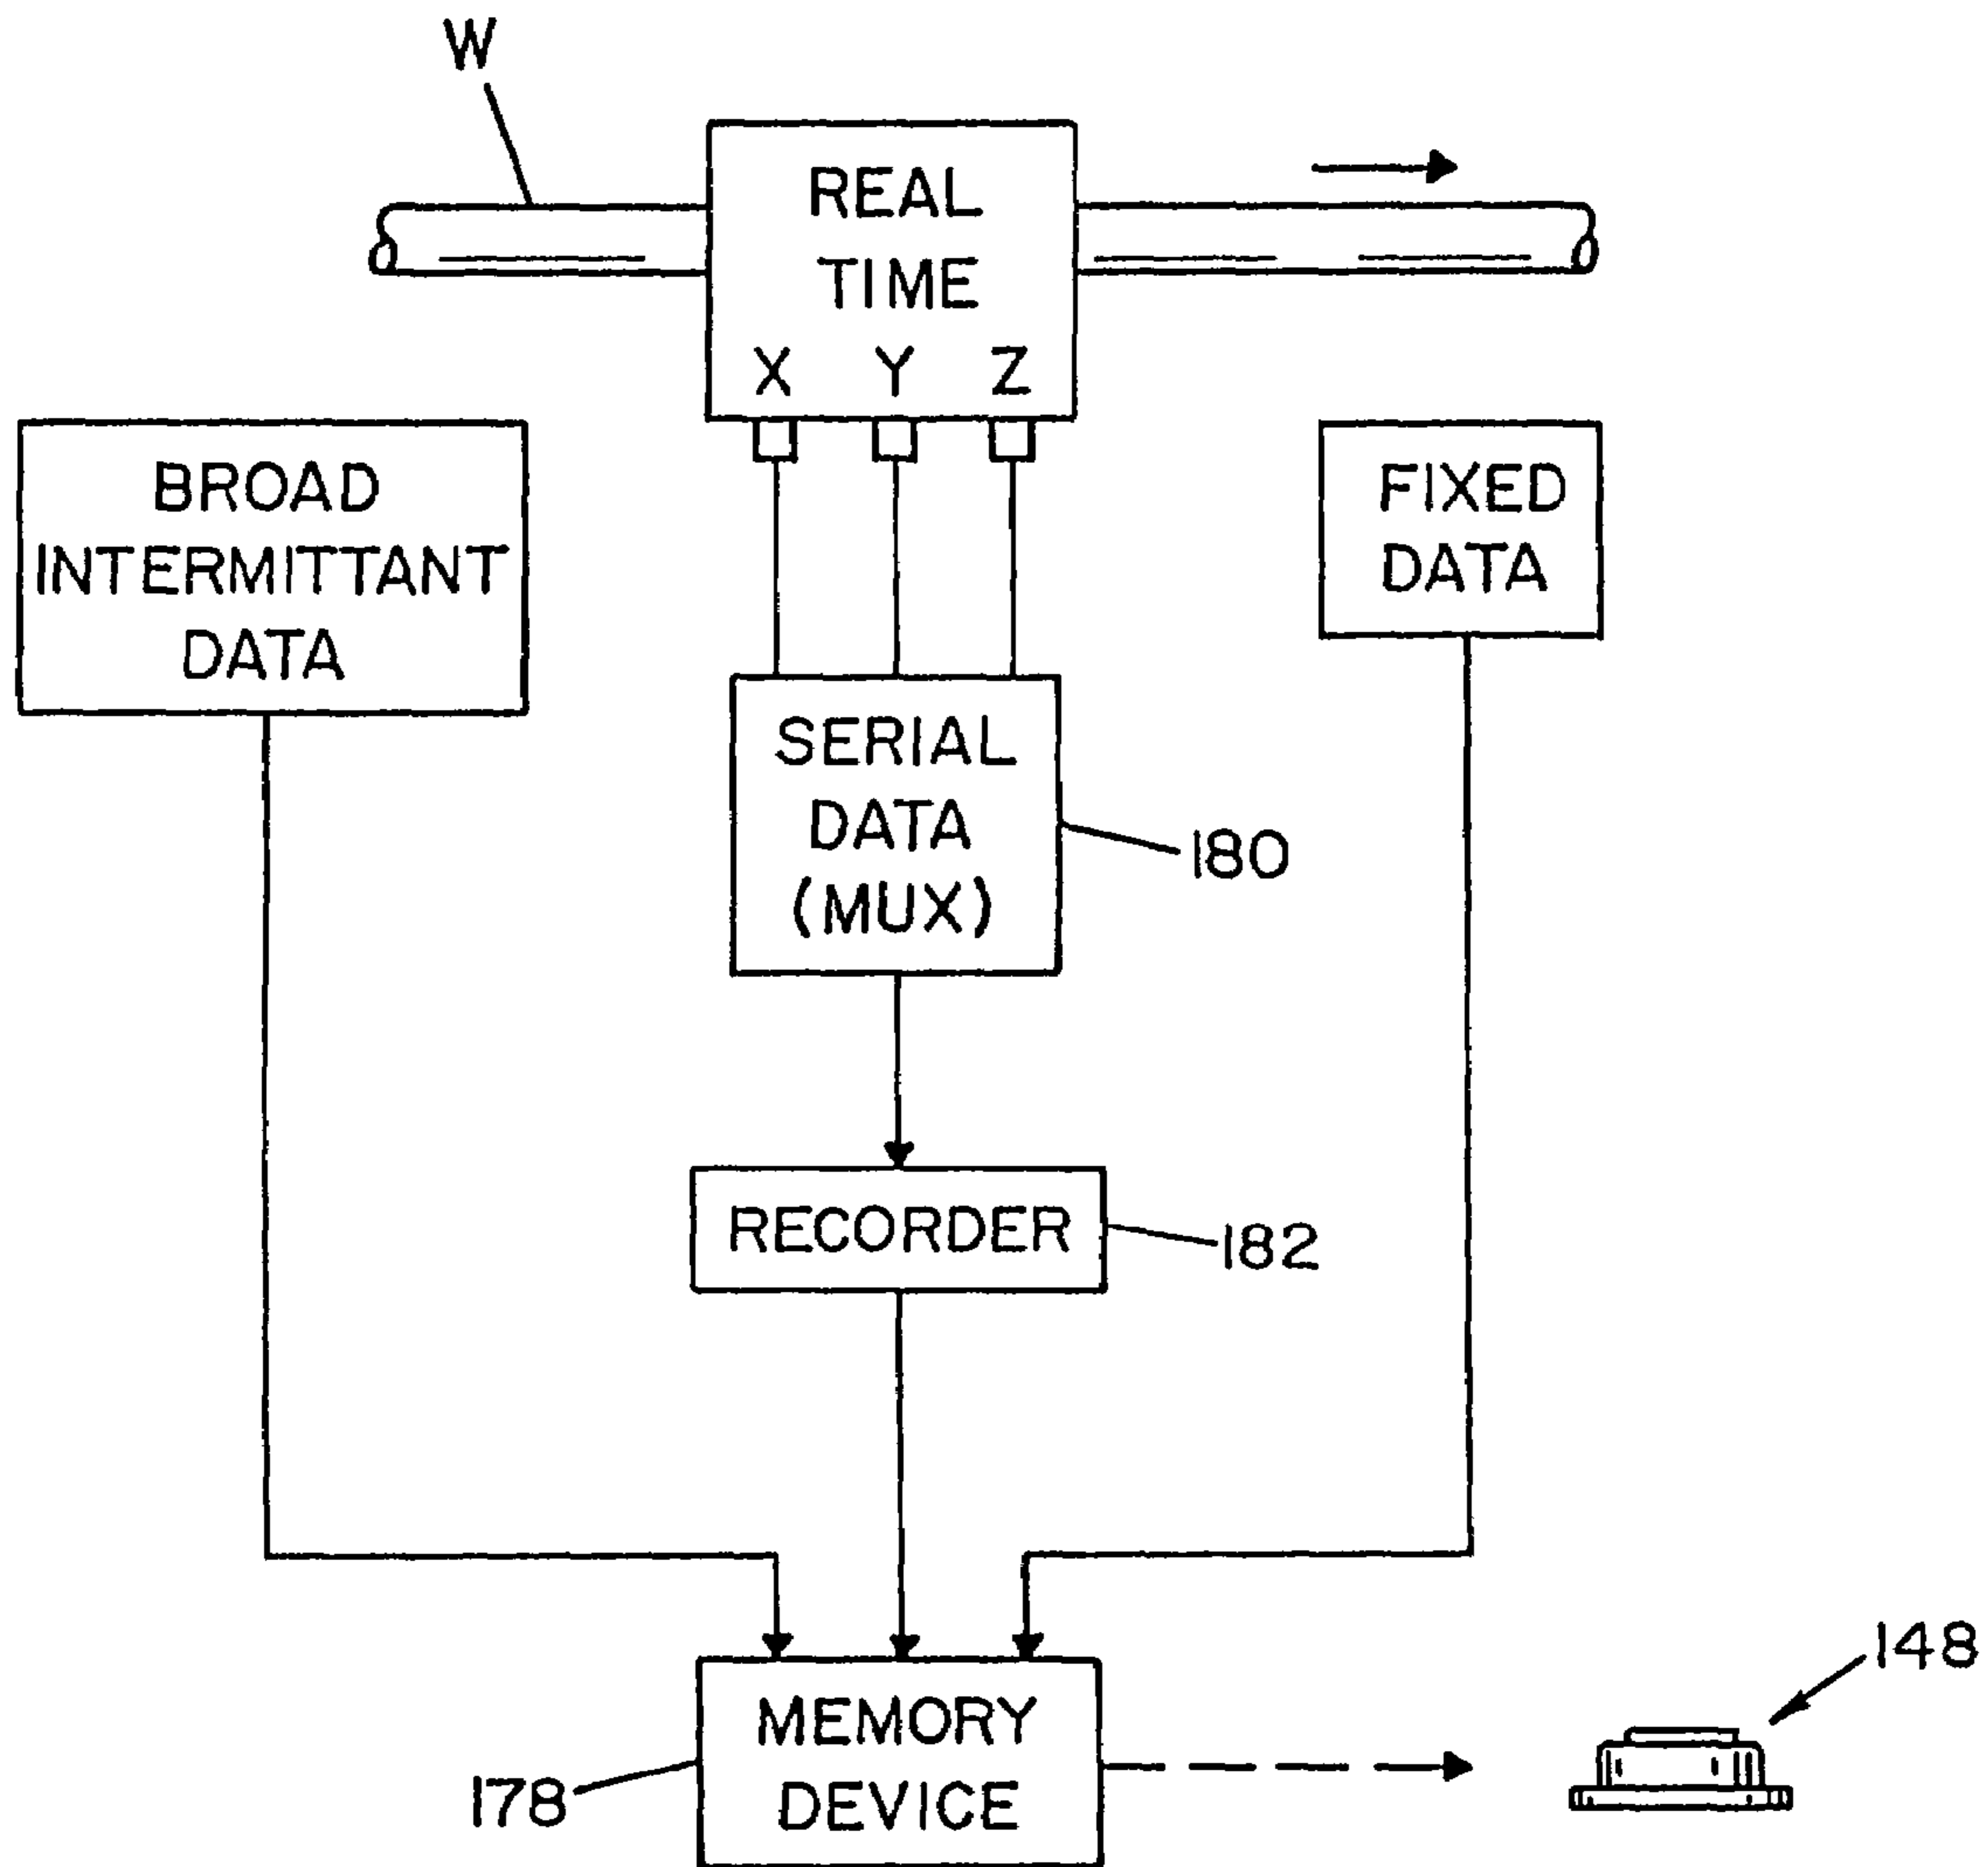 W
REAL
TIME
X Y Z
BROAD
INTERMITTANT
DATA
FIXED
DATA
SERIAL
DATA
(MUX)
180
RECORDER
182
MEMORY
DEVICE
178
148